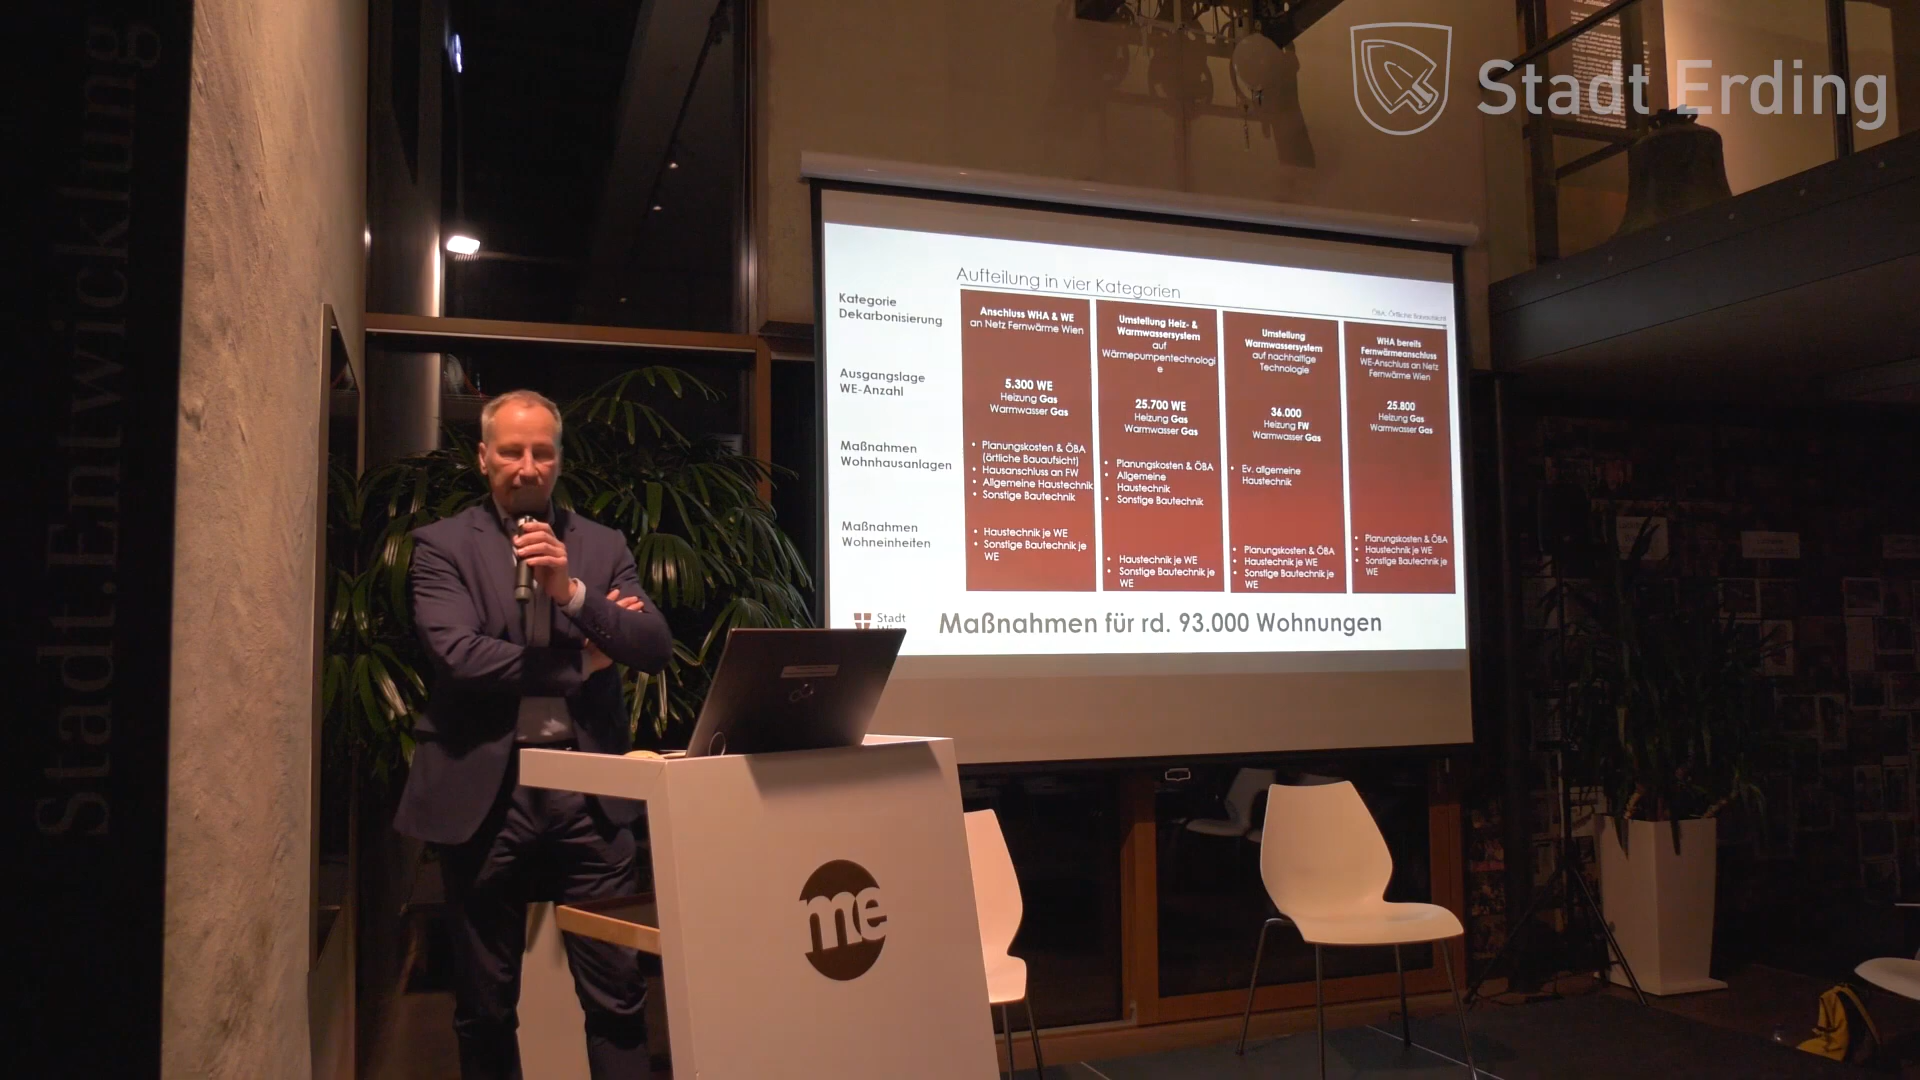 Stadt Erding
Stadt.Entwicklung
Aufteilung in vier Kategorien
ÖBA, Örtliche Bauaufsicht
Kategorie
Dekarbonisierung
Anschluss WHA & WE
an Netz Fernwärme Wien
Umstellung Heiz- &
Warmwassersystem
auf
Wärmepumpentechnologi
e
Umstellung
Warmwassersystem
auf nachhaltige
Technologie
WHA bereits
Fernwärmeanschluss
WE-Anschluss an Netz
Fernwärme Wien
Ausgangslage
WE-Anzahl
5.300 WE
Heizung Gas
Warmwasser Gas
25.700 WE
Heizung Gas
Warmwasser Gas
36.000
Heizung FW
Warmwasser Gas
25.800
Heizung Gas
Warmwasser Gas
Maßnahmen
Wohnhausanlagen
• Planungskosten & ÖBA
(örtliche Bauaufsicht)
• Hausanschluss an FW
• Allgemeine Haustechnik
• Sonstige Bautechnik
• Planungskosten & ÖBA
• Allgemeine
Haustechnik
• Sonstige Bautechnik
• Ev. allgemeine
Haustechnik
Maßnahmen
Wohneinheiten
• Haustechnik je WE
• Sonstige Bautechnik je
WE
• Haustechnik je WE
• Sonstige Bautechnik je
WE
• Planungskosten & ÖBA
• Haustechnik je WE
• Sonstige Bautechnik je
WE
• Planungskosten & ÖBA
• Haustechnik je WE
• Sonstige Bautechnik je
WE
Stadt
Maßnahmen für rd. 93.000 Wohnungen
me